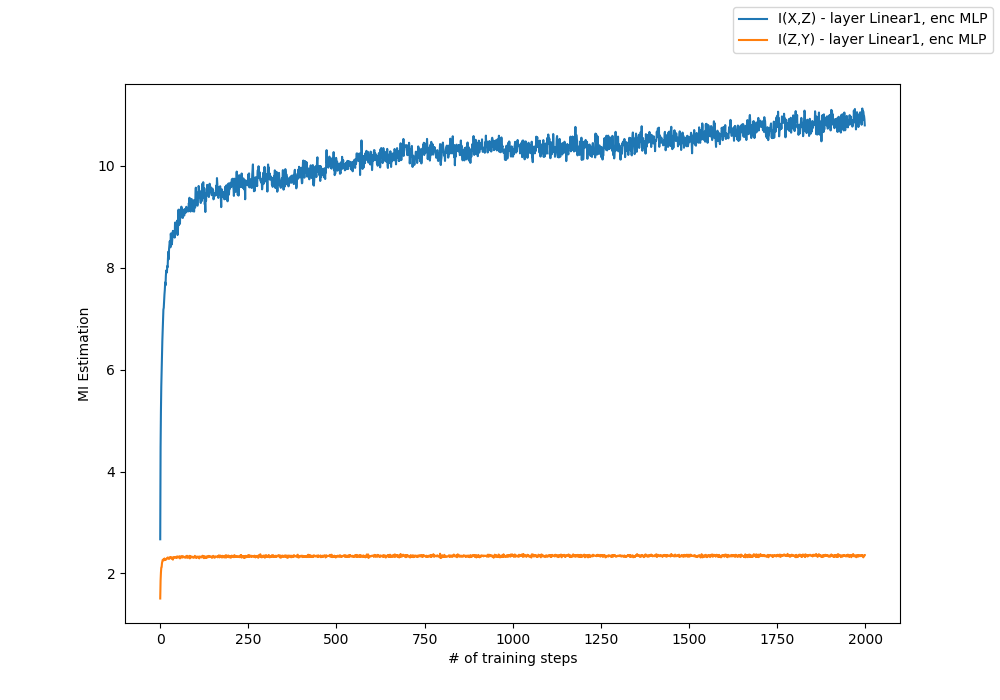 I(X,Z) - layer Linear1, enc MLP
I(Z,Y) - layer Linear1, enc MLP
10
8
6
4
2
MI Estimation
0 250 500 750 1000 1250 1500 1750 2000
# of training steps